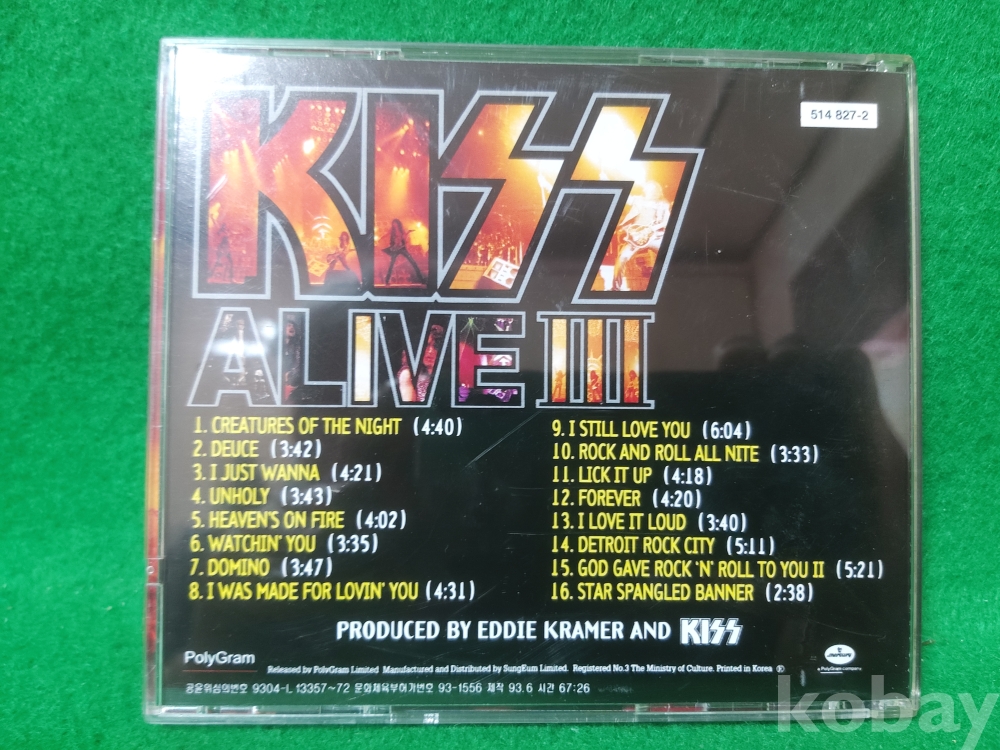 KISS
514 827-2
ALIVE III
1. CREATURES OF THE NIGHT (4:40)
2. DEUCE (3:42)
3. I JUST WANNA (4:21)
4. UNHOLY (3:43)
5. HEAVEN'S ON FIRE (4:02)
6. WATCHIN' YOU (3:35)
7. DOMINO (3:47)
8. I WAS MADE FOR LOVIN' YOU (4:31)
9. I STILL LOVE YOU (6:04)
10. ROCK AND ROLL ALL NITE (3:33)
11. LICK IT UP (4:18)
12. FOREVER (4:20)
13. I LOVE IT LOUD (3:40)
14. DETROIT ROCK CITY (5:11)
15. GOD GAVE ROCK 'N' ROLL TO YOU II (5:21)
16. STAR SPANGLED BANNER (2:38)
PRODUCED BY EDDIE KRAMER AND KISS
PolyGram
Released by PolyGram Limited Manufactured and Distributed by SungEum Limited. Registered No.3 The Ministry of Culture. Printed in Korea ®
mercury
a PolyGram company
공윤위심의번호 9304-L 13357~72 문화체육부허가번호 93-1556 제작 93.6 시간 67:26
kobay